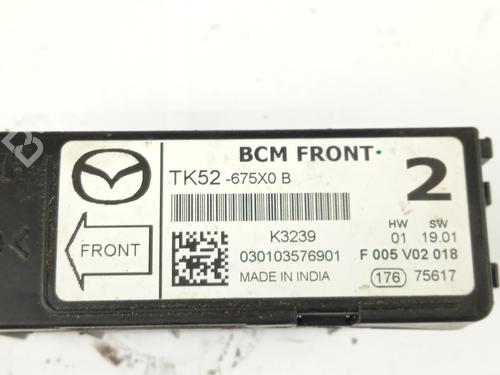 BCM FRONT
TK52 -675X0 B
2
K3239
HW SW
01 19.01
030103576901
F 005 V02 018
MADE IN INDIA
176 75617
FRONT